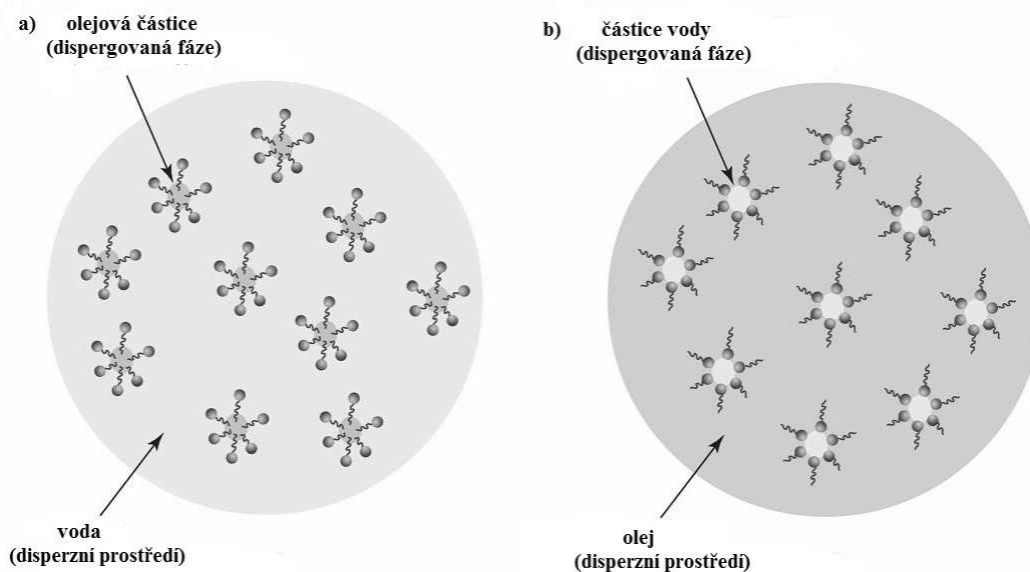 a) olejová částice
(dispergovaná fáze)
b) částice vody
(dispergovaná fáze)
voda
(disperzní prostředí)
olej
(disperzní prostředí)